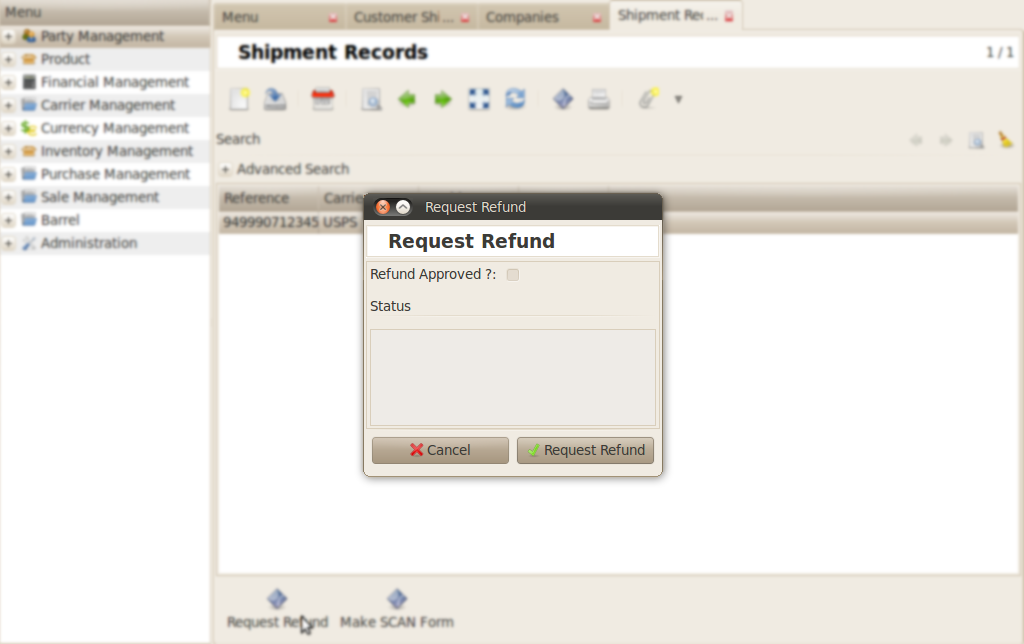 Menu
Party Management
Product
Financial Management
Carrier Management
Currency Management
Inventory Management
Purchase Management
Sale Management
Barrel
Administration
Menu
Customer Shi...
Companies
Shipment Rec...
Shipment Records
1 / 1
Search
Advanced Search
Reference Carrie
949990712345 USPS
Request Refund
Request Refund
Refund Approved ?:
Status
Cancel
Request Refund
Request Refund
Make SCAN Form